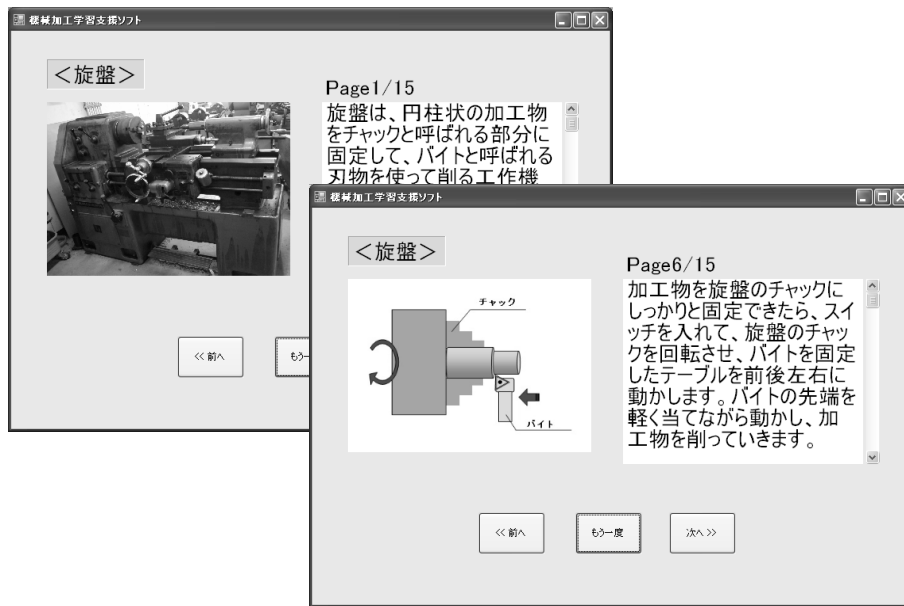 機械加工学習支援ソフト
＜旋盤＞
Page1/15
旋盤は、円柱状の加工物
をチャックと呼ばれる部分に
固定して、バイトと呼ばれる
刃物を使って削る工作機
<< 前へ
もう一
機械加工学習支援ソフト
＜旋盤＞
チャック
バイト
Page6/15
加工物を旋盤のチャックに
しっかりと固定できたら、スイ
ッチを入れて、旋盤のチャッ
クを回転させ、バイトを固定
したテーブルを前後左右に
動かします。バイトの先端を
軽く当てながら動かし、加
工物を削っていきます。
<< 前へ
もう一度
次へ >>